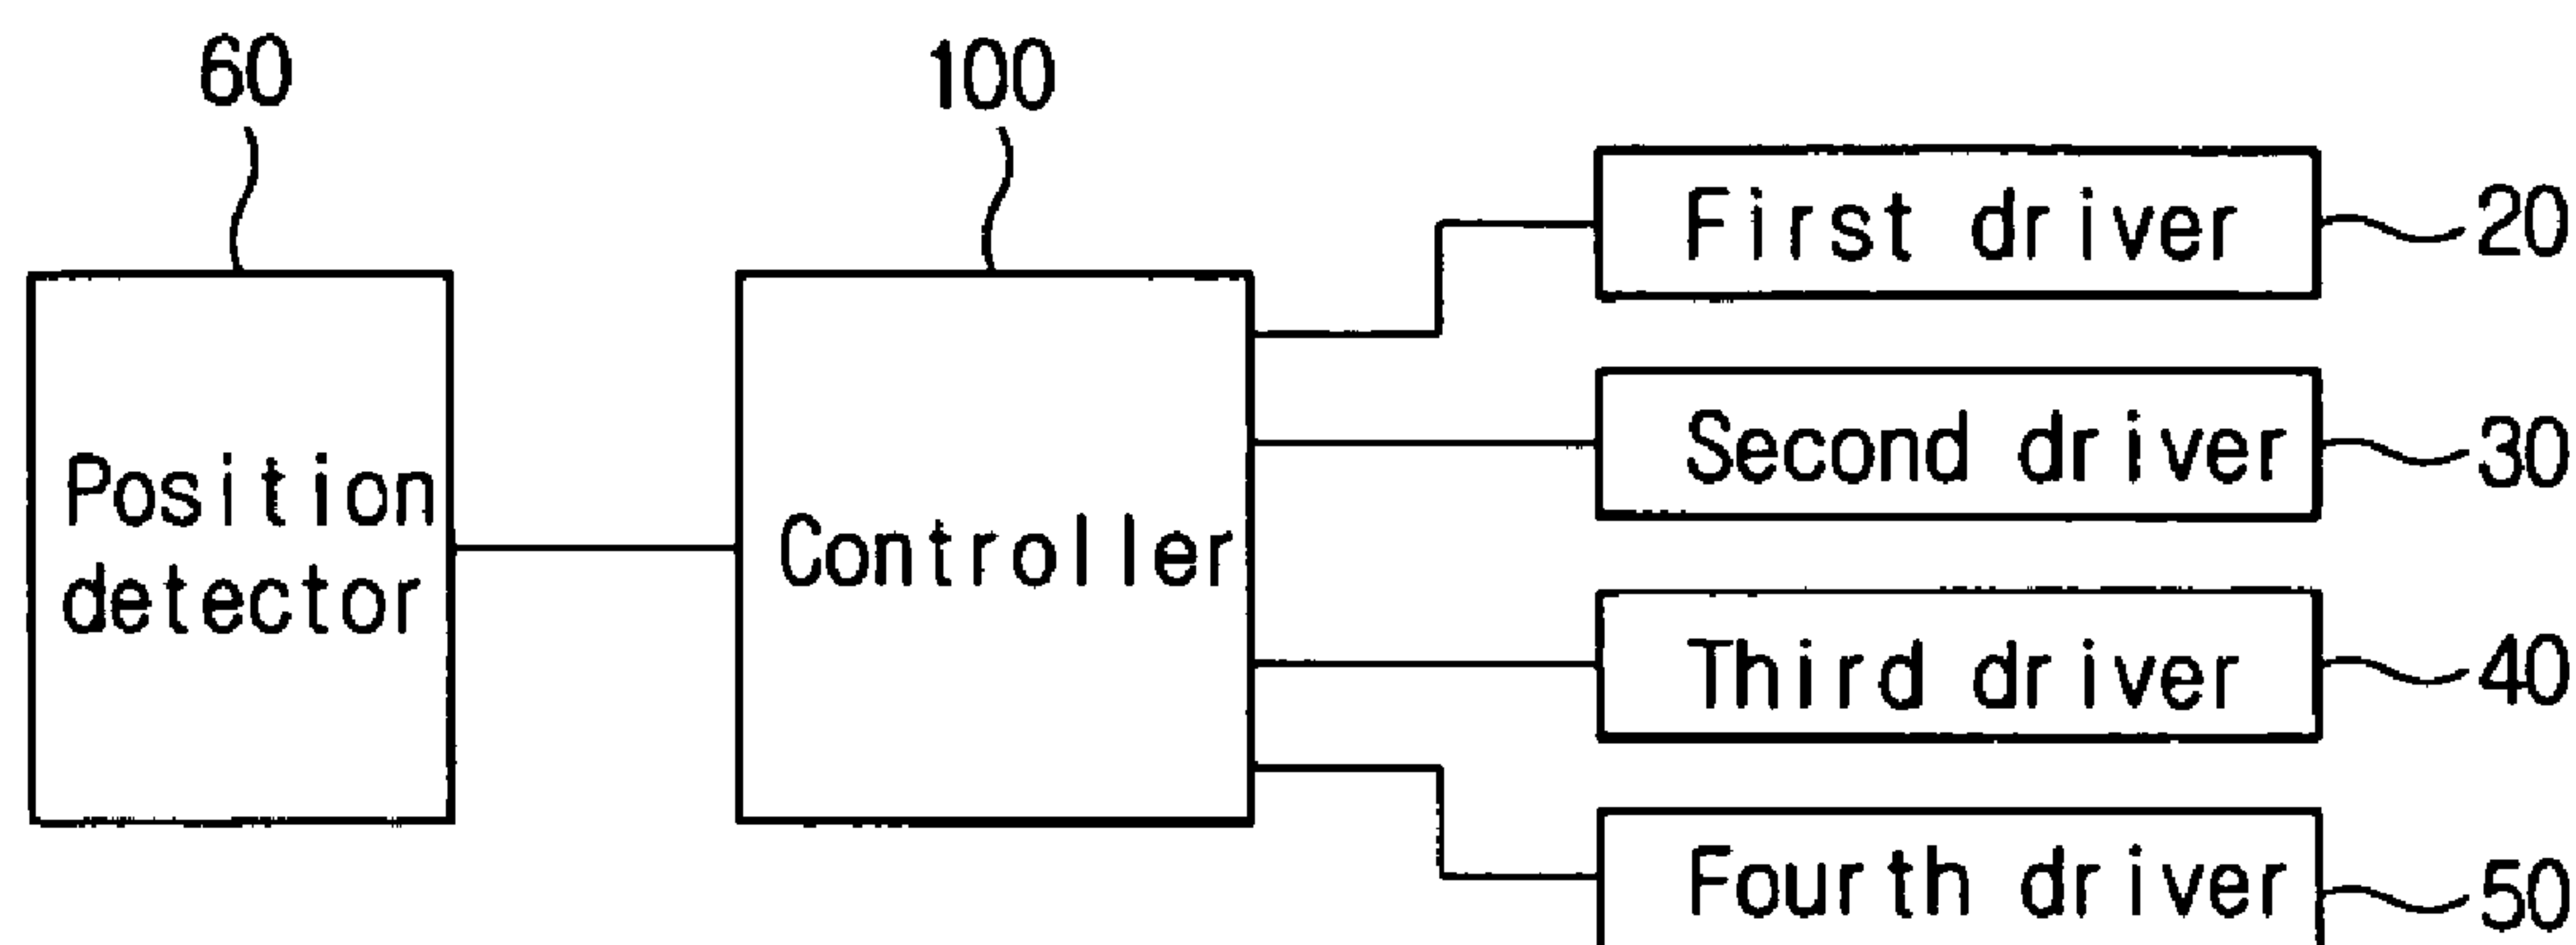 60
100
First driver
20
Second driver
30
Position
detector
Controller
Third driver
40
Fourth driver
50